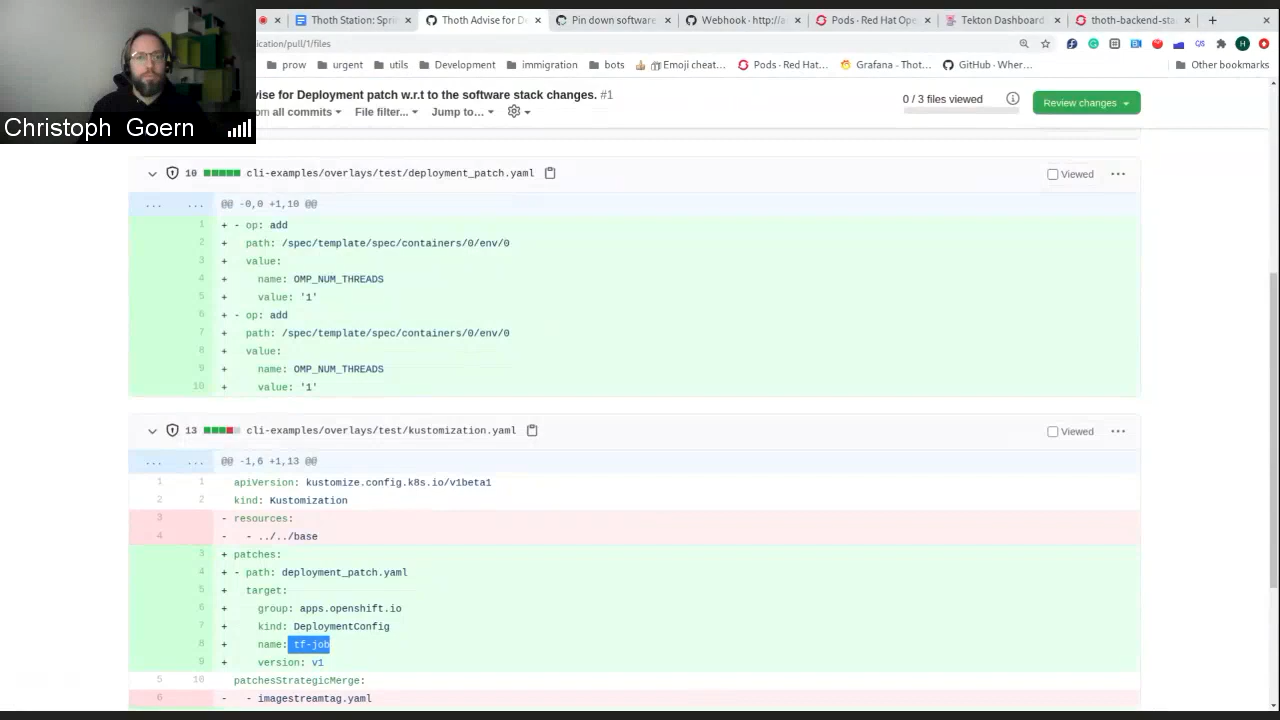 Thoth Station: Sprin
Thoth Advise for De
Pin down software
Webhook · http://a
Pods · Red Hat Ope
Tekton Dashboard
thoth-backend-sta
ication/pull/1/files
prow
urgent
utils
Development
immigration
bots
Emoji cheat…
Pods · Red Hat…
Grafana · Thot…
GitHub · Wher…
Other bookmarks
Christoph Goern
vise for Deployment patch w.r.t to the software stack changes. #1
om all commits
File filter...
Jump to...
0 / 3 files viewed
Review changes
10 cli-examples/overlays/test/deployment_patch.yaml
Viewed
... ... @@ -0,0 +1,10 @@
1 + - op: add
2 + path: /spec/template/spec/containers/0/env/0
3 + value:
4 + name: OMP_NUM_THREADS
5 + value: '1'
6 + - op: add
7 + path: /spec/template/spec/containers/0/env/0
8 + value:
9 + name: OMP_NUM_THREADS
10 + value: '1'
13 cli-examples/overlays/test/kustomization.yaml
Viewed
... ... @@ -1,6 +1,13 @@
1 1 apiVersion: kustomize.config.k8s.io/v1beta1
2 2 kind: Kustomization
3 - resources:
4 - - ../../base
3 + patches:
4 + - path: deployment_patch.yaml
5 + target:
6 + group: apps.openshift.io
7 + kind: DeploymentConfig
8 + name: tf-job
9 + version: v1
5 10 patchesStrategicMerge:
6 - - imagestreamtag.yaml